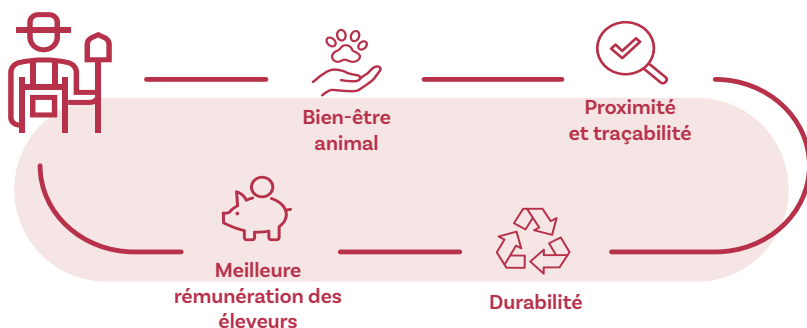 Bien-être
animal
Proximité
et traçabilité
Meilleure
rémunération des
éleveurs
Durabilité